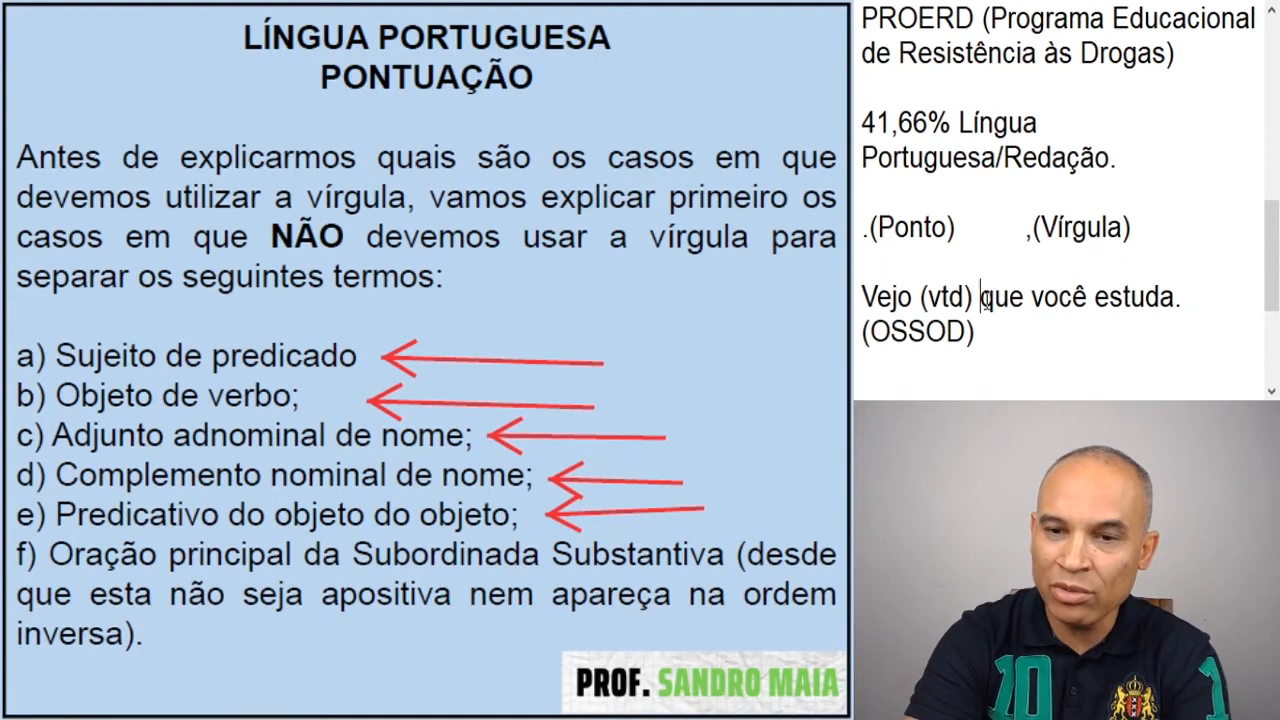 LÍNGUA PORTUGUESA
PONTUAÇÃO
Antes de explicarmos quais são os casos em que
devemos utilizar a vírgula, vamos explicar primeiro os
casos em que NÃO devemos usar a vírgula para
separar os seguintes termos:
a) Sujeito de predicado
b) Objeto de verbo;
c) Adjunto adnominal de nome;
d) Complemento nominal de nome;
e) Predicativo do objeto do objeto;
f) Oração principal da Subordinada Substantiva (desde
que esta não seja apositiva nem apareça na ordem
inversa).
PROF. SANDRO MAIA
PROERD (Programa Educacional
de Resistência às Drogas)
41,66% Língua
Portuguesa/Redação.
.(Ponto) ,(Vírgula)
Vejo (vtd) que você estuda.
(OSSOD)
10
1